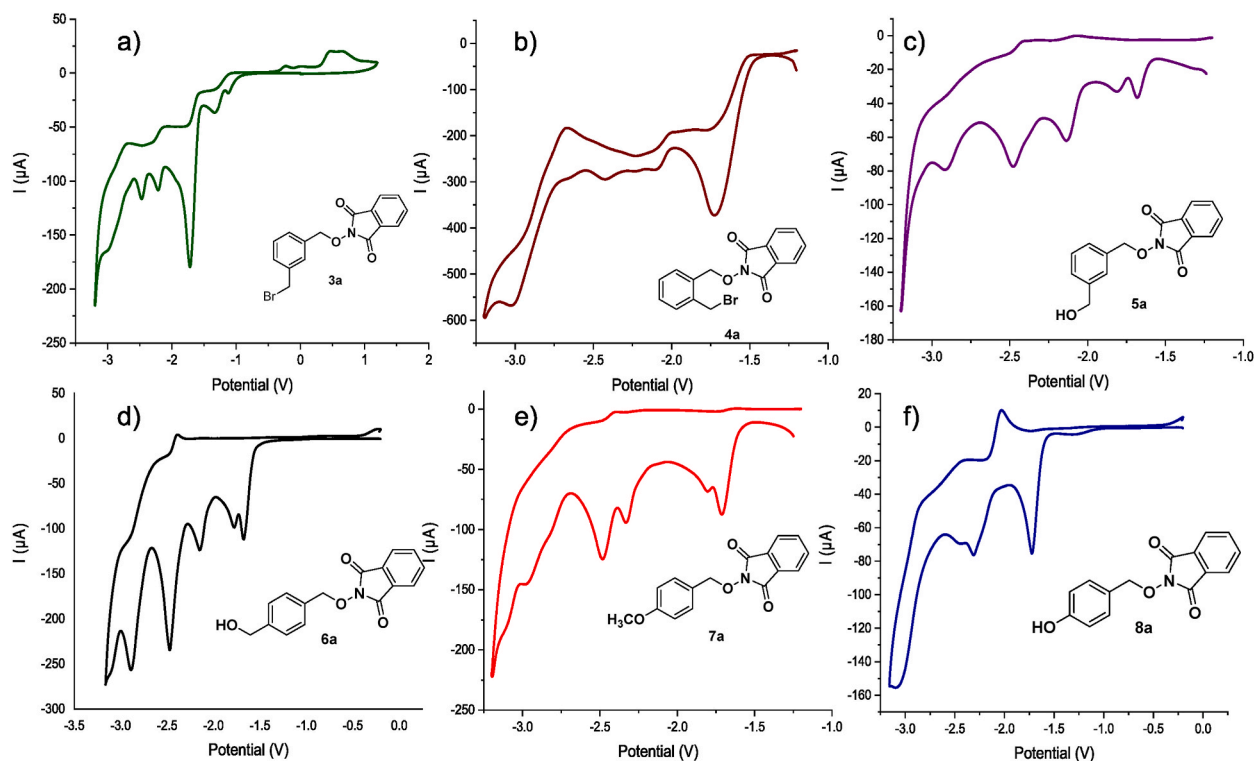 a)
50
0
-50
-100
-150
-200
-250
I (µA)
-3 -2 -1 0 1 2
Potential (V)
O
O
N
O
Br
3a
b)
0
-100
-200
-300
-400
-500
-600
I (µA)
-3.0 -2.5 -2.0 -1.5 -1.0
Potential (V)
O
O
N
O
Br
4a
c)
0
-20
-40
-60
-80
-100
-120
-140
-160
-180
I (µA)
-3.0 -2.5 -2.0 -1.5 -1.0
Potential (V)
O
O
N
O
HO
5a
d)
50
0
-50
-100
-150
-200
-250
-300
I (µA)
-3.5 -3.0 -2.5 -2.0 -1.5 -1.0 -0.5 0.0
Potential (V)
O
O
N
O
HO
6a
e)
0
-50
-100
-150
-200
-250
I (µA)
-3.0 -2.5 -2.0 -1.5 -1.0
Potential (V)
O
O
N
O
H3CO
7a
f)
20
0
-20
-40
-60
-80
-100
-120
-140
-160
I (µA)
-3.0 -2.5 -2.0 -1.5 -1.0 -0.5 0.0
Potential (V)
O
O
N
O
HO
8a